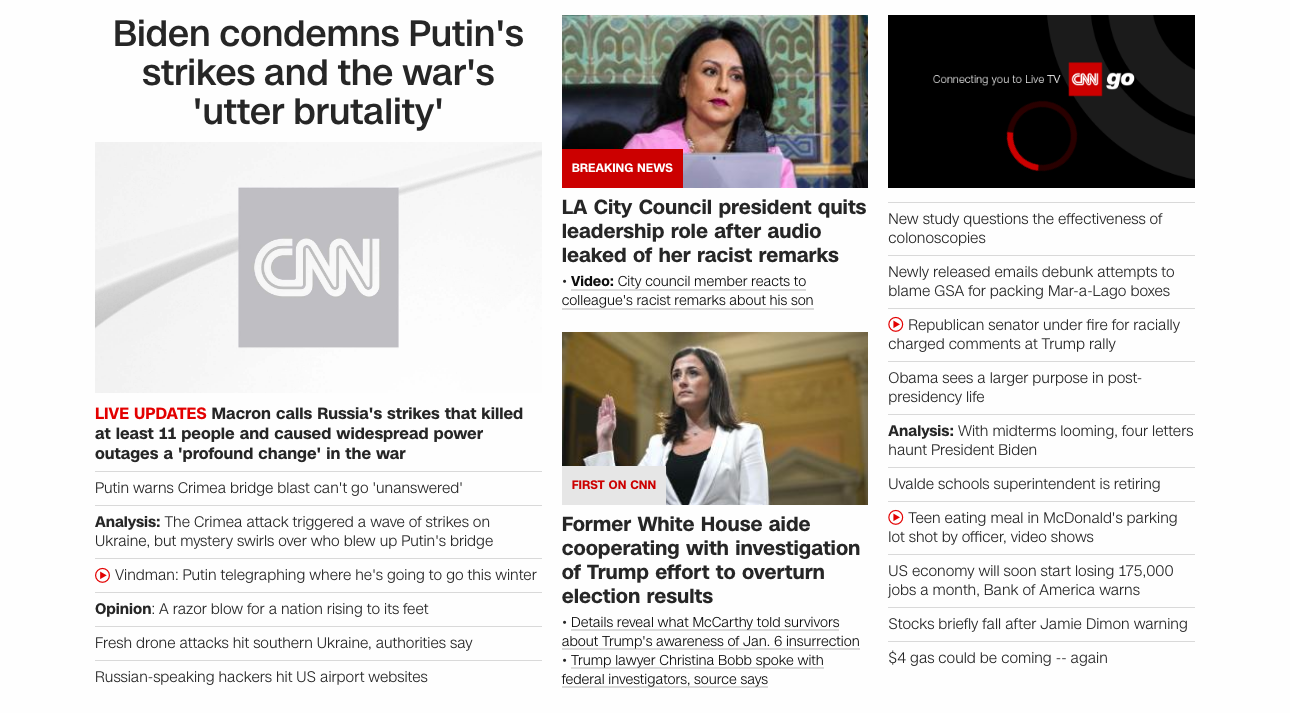 Biden condemns Putin's
strikes and the war's
'utter brutality'
CNN
LIVE UPDATES Macron calls Russia's strikes that killed
at least 11 people and caused widespread power
outages a 'profound change' in the war
Putin warns Crimea bridge blast can't go 'unanswered'
Analysis: The Crimea attack triggered a wave of strikes on
Ukraine, but mystery swirls over who blew up Putin's bridge
Vindman: Putin telegraphing where he's going to go this winter
Opinion: A razor blow for a nation rising to its feet
Fresh drone attacks hit southern Ukraine, authorities say
Russian-speaking hackers hit US airport websites
BREAKING NEWS
LA City Council president quits
leadership role after audio
leaked of her racist remarks
• Video: City council member reacts to
colleague's racist remarks about his son
FIRST ON CNN
Former White House aide
cooperating with investigation
of Trump effort to overturn
election results
• Details reveal what McCarthy told survivors
about Trump's awareness of Jan. 6 insurrection
• Trump lawyer Christina Bobb spoke with
federal investigators, source says
Connecting you to Live TV CNN go
New study questions the effectiveness of
colonoscopies
Newly released emails debunk attempts to
blame GSA for packing Mar-a-Lago boxes
Republican senator under fire for racially
charged comments at Trump rally
Obama sees a larger purpose in post-
presidency life
Analysis: With midterms looming, four letters
haunt President Biden
Uvalde schools superintendent is retiring
Teen eating meal in McDonald's parking
lot shot by officer, video shows
US economy will soon start losing 175,000
jobs a month, Bank of America warns
Stocks briefly fall after Jamie Dimon warning
$4 gas could be coming -- again